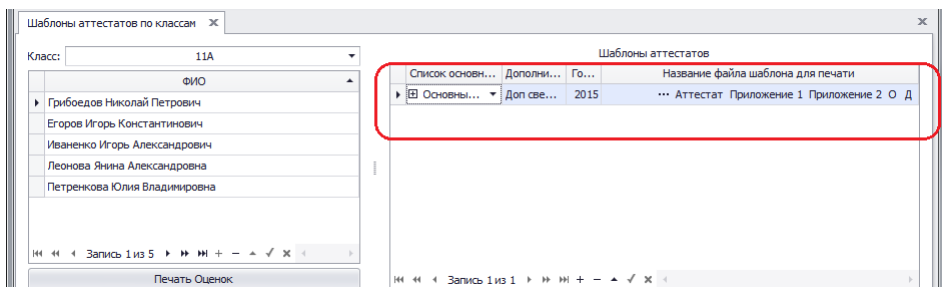 Шаблоны аттестатов по классам
Класс: 11А
ФИО
Грибоедов Николай Петрович
Егоров Игорь Константинович
Иваненко Игорь Александрович
Леонова Янина Александровна
Петренкова Юлия Владимировна
Запись 1 из 5
Печать Оценок
Шаблоны аттестатов
Список основн... Дополни... Го... Название файла шаблона для печати
Основны... Доп све... 2015 ... Аттестат Приложение 1 Приложение 2 О Д
Запись 1 из 1